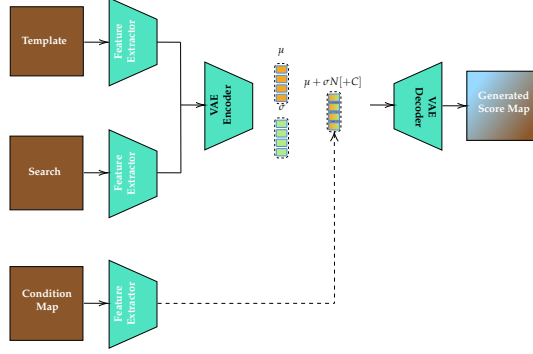 Template
Feature
Extractor
μ
σ
VAE
Encoder
μ + σN[+C]
VAE
Decoder
Generated
Score Map
Search
Feature
Extractor
Condition
Map
Feature
Extractor